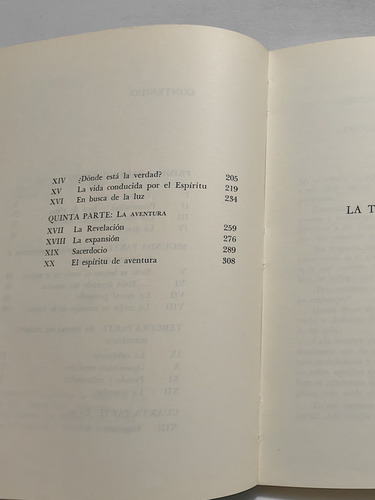 XIV ¿Dónde está la verdad? 205
XV La vida conducida por el Espíritu 219
XVI En busca de la luz 234
QUINTA PARTE: LA AVENTURA
XVII La Revelación 259
XVIII La expansión 276
XIX Sacerdocio 289
XX El espíritu de aventura 308
LA T